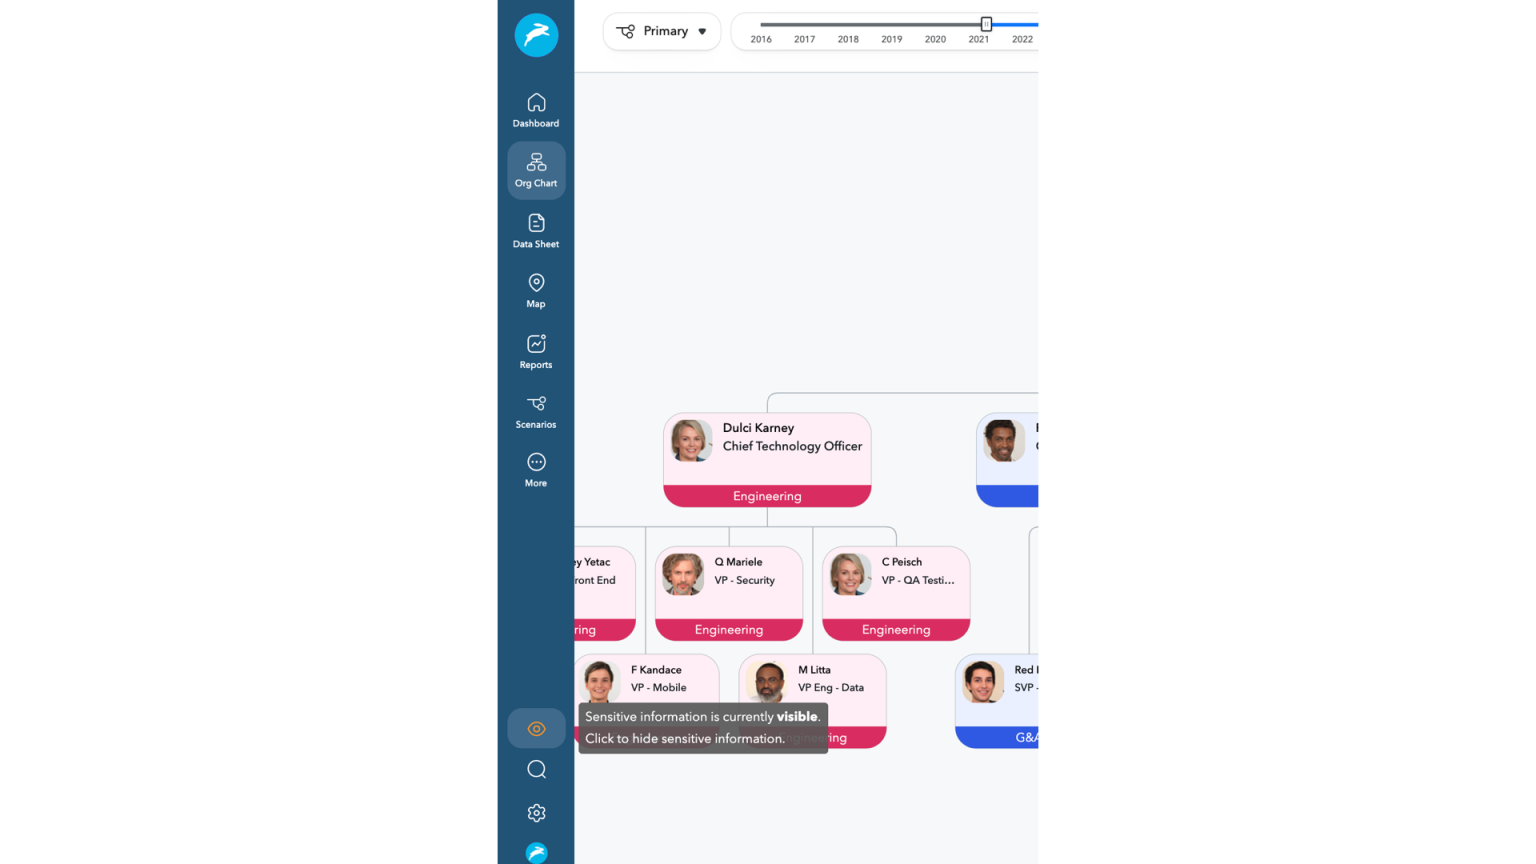 Primary
2016 2017 2018 2019 2020 2021 2022
Dashboard
Org Chart
Data Sheet
Map
Reports
Scenarios
More
Dulci Karney
Chief Technology Officer
Engineering
ey Yetac
ront End
ring
Q Mariele
VP - Security
Engineering
C Peisch
VP - QA Testi...
Engineering
F Kandace
VP - Mobile
M Litta
VP Eng - Data
Engineering
Red
SVP -
G&A
Sensitive information is currently visible.
Click to hide sensitive information.